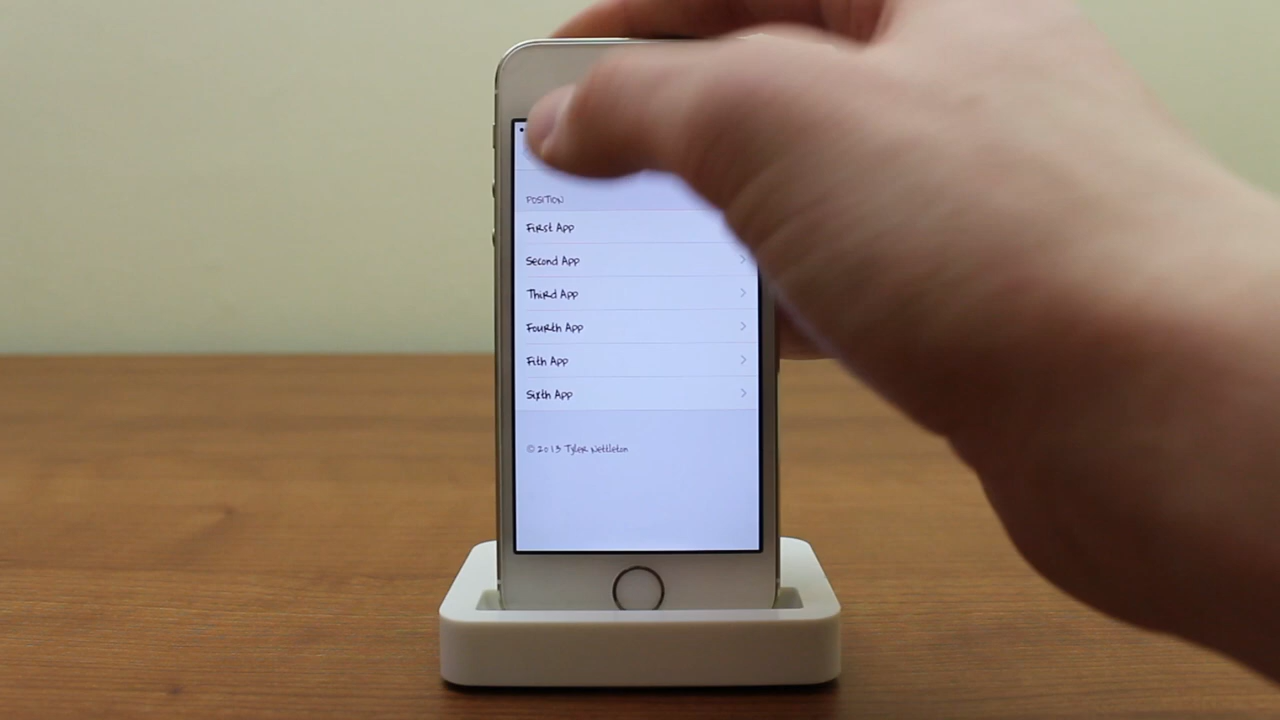 POSITION
First App
Second App
Third App
Fourth App
Fith App
Sixth App
© 2013 Tyler Nettleton